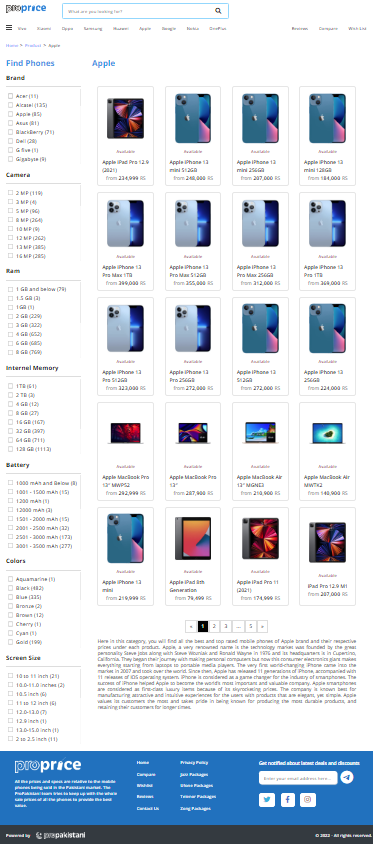 proprice
What are you looking for?
Vivo Xiaomi Oppo Samsung Huawei Apple Google Nokia OnePlus Reviews Compare Wish List
Home > Product > Apple
Find Phones
Brand
Acer (11)
Alcatel (135)
Apple (85)
Asus (81)
BlackBerry (71)
Dell (28)
G five (1)
Gigabyte (9)
Camera
2 MP (119)
3 MP (4)
5 MP (96)
8 MP (264)
10 MP (9)
12 MP (262)
13 MP (385)
16 MP (285)
Ram
1 GB and below (79)
1.5 GB (3)
1GB (1)
2 GB (229)
3 GB (322)
4 GB (652)
6 GB (685)
8 GB (769)
Internal Memory
1TB (61)
2 TB (3)
4 GB (12)
8 GB (27)
16 GB (167)
32 GB (397)
64 GB (711)
128 GB (1113)
Battery
1000 mAh and Below (8)
1001 - 1500 mAh (15)
1200 mAh (1)
12000 mAh (3)
1501 - 2000 mAh (15)
2001 - 2500 mAh (32)
2501 - 3000 mAh (173)
3001 - 3500 mAh (277)
Colors
Aquamarine (1)
Black (482)
Blue (335)
Bronze (2)
Brown (12)
Cherry (1)
Cyan (1)
Gold (199)
Screen Size
10 to 11 inch (21)
10.0-11.0 inches (2)
10.5 inch (6)
11 to 12 inch (6)
12.0-13.0 (7)
12.9 inch (1)
13.0-15.0 inch (1)
2 to 2.5 inch (11)
Apple
Available
Apple iPad Pro 12.9
(2021)
From 234,999 RS
Available
Apple iPhone 13
mini 512GB
From 248,000 RS
Available
Apple iPhone 13
mini 256GB
From 207,000 RS
Available
Apple iPhone 13
mini 128GB
From 184,000 RS
Available
Apple iPhone 13
Pro Max 1TB
From 399,000 RS
Available
Apple iPhone 13
Pro Max 512GB
From 355,000 RS
Available
Apple iPhone 13
Pro Max 256GB
From 312,000 RS
Available
Apple iPhone 13
Pro 1TB
From 369,000 RS
Available
Apple iPhone 13
Pro 512GB
From 323,000 RS
Available
Apple iPhone 13
Pro 256GB
From 272,000 RS
Available
Apple iPhone 13
512GB
From 272,000 RS
Available
Apple iPhone 13
256GB
From 224,000 RS
Available
Apple MacBook Pro
13" MWP52
From 292,999 RS
Available
Apple MacBook Pro
13"
From 287,900 RS
Available
Apple MacBook Air
13" MGNE3
From 210,900 RS
Available
Apple MacBook Air
MWTK2
From 140,900 RS
Available
Apple iPhone 13
mini
From 219,999 RS
Available
Apple iPad 8th
Generation
From 79,499 RS
Available
Apple iPad Pro 11
(2021)
From 174,999 RS
Available
iPad Pro 12.9 M1
From 207,000 RS
« 1 2 3 ... 5 »
Here in this category, you will find all the best and top rated mobile phones of Apple brand and their respective
prices under each product. Apple, a very renowned name in the technology market was founded by the great
personality Steve Jobs along with Steve Wozniak and Ronald Wayne in 1976 and its headquarters is in Cupertino,
California. They began their journey with making personal computers but now this consumer electronics giant makes
everything starting from laptops to portable media players. The very first world-changing iPhone came into the
market in 2007 and took over the world. Since then, Apple has launched 11 generations of iPhone, accompanied with
11 releases of iOS operating system. iPhone is considered as a game changer for the industry of smartphones. The
success of iPhone helped Apple to become the world's most important and valuable company. Apple smartphones
are considered as first-class luxury items because of its skyrocketing prices. The company is known best for
manufacturing attractive and intuitive experiences for the users with products that are elegant, yet simple. Apple
values its customers the most and takes pride in being known for producing the most durable products, and
retaining their customers for longer times.
proprice
All the prices and specs are relative to the mobile
phones being sold in the Pakistani market. The
ProPakistani team tries to keep up with the whole
sale prices of all the phones to provide the best
rates.
Home
Compare
Wishlist
Reviews
Contact Us
Privacy Policy
Jazz Packages
Ufone Packages
Telenor Packages
Zong Packages
Get notified about latest deals and discounts
Enter your email address here...
Powered by propakistani
© 2022 - All rights reserved.